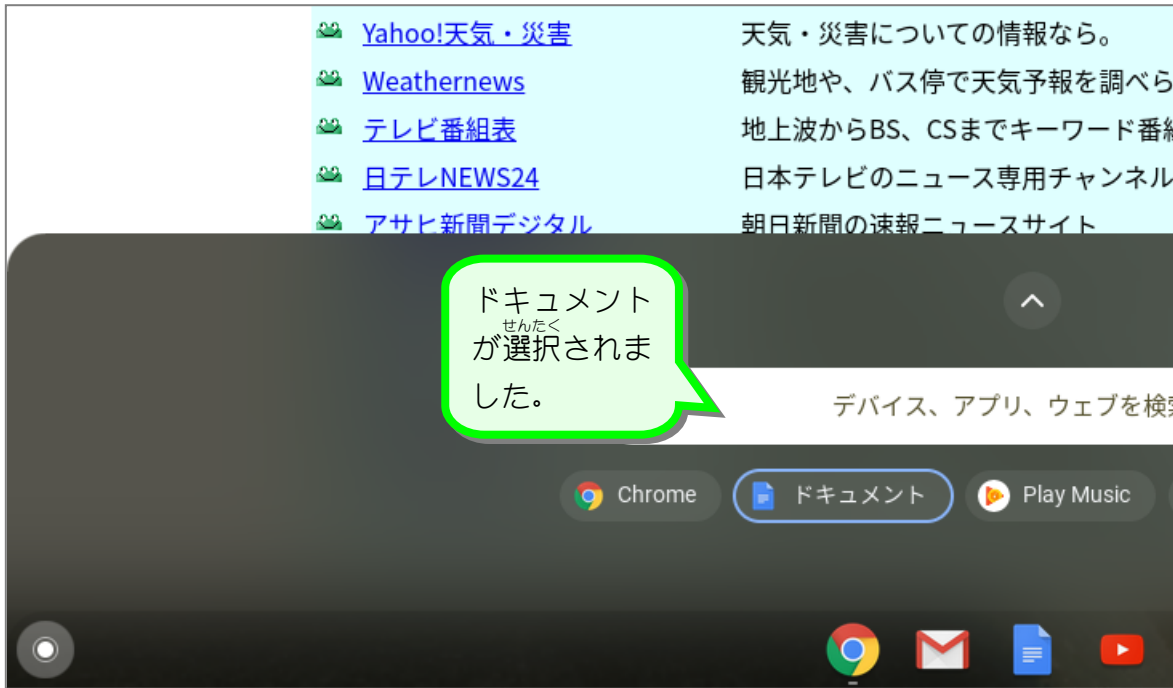 Yahoo!天気・災害 天気・災害についての情報なら。
Weathernews 観光地や、バス停で天気予報を調べら
テレビ番組表 地上波からBS、CSまでキーワード番組
日テレNEWS24 日本テレビのニュース専用チャンネル
アサヒ新聞デジタル 朝日新聞の速報ニュースサイト
ドキュメント
せんたく
が選択されま
した。
デバイス、アプリ、ウェブを検索
Chrome ドキュメント Play Music